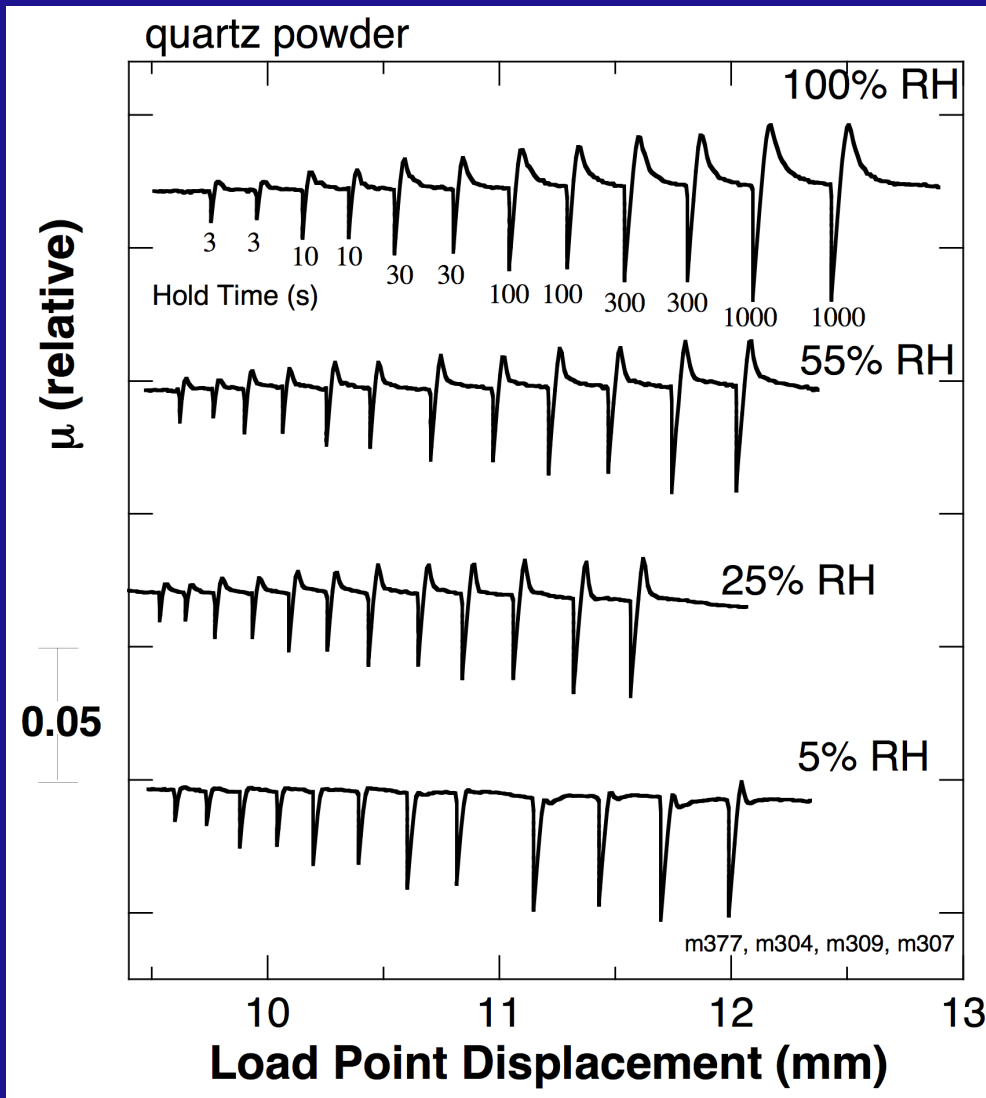 quartz powder
100% RH
3 3 10 10 30 30 100 100 300 300 1000 1000
Hold Time (s)
55% RH
μ (relative)
25% RH
0.05
5% RH
m377, m304, m309, m307
10 11 12 13
Load Point Displacement (mm)